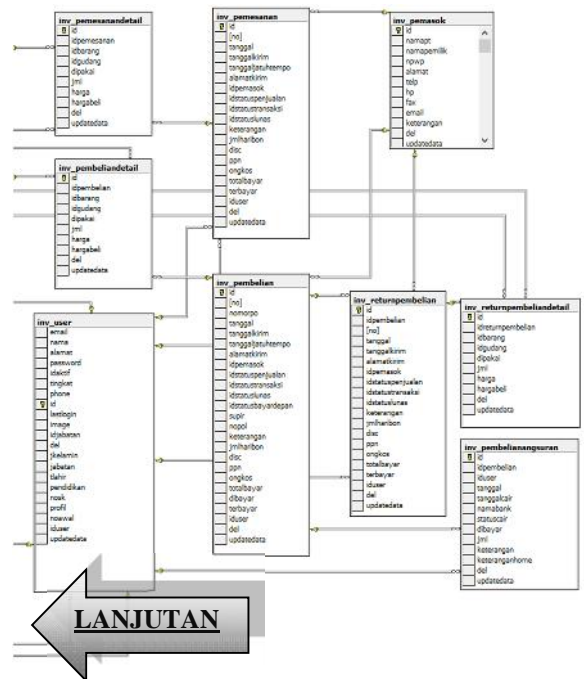 inv_pemesanandetail
id
idpemesanan
idbarang
idgudang
dipakai
jml
harga
hargabeli
del
updatedata
inv_pemesanan
id
[no]
tanggal
tanggalkirim
tanggaljatuhtempo
alamatkirim
idpemasok
idstatuspenjualan
idstatustransaksi
idstatuslunas
keterangan
jmlharibon
disc
ppn
ongkos
totalbayar
terbayar
iduser
del
updatedata
inv_pemasok
id
namapt
namapemilik
npwp
alamat
telp
hp
fax
email
keterangan
del
updatedata
inv_pembeliandetail
id
idpembelian
idbarang
idgudang
dipakai
jml
harga
hargabeli
del
updatedata
inv_pembelian
id
[no]
nomorpo
tanggal
tanggalkirim
tanggaljatuhtempo
alamatkirim
idpemasok
idstatuspenjualan
idstatustransaksi
idstatuslunas
idstatusbayardepan
supir
nopol
keterangan
jmlharibon
disc
ppn
ongkos
totalbayar
dibayar
terbayar
iduser
del
updatedata
inv_returnpembelian
id
idpembelian
[no]
tanggal
tanggalkirim
alamatkirim
idpemasok
idstatuspenjualan
idstatustransaksi
idstatuslunas
keterangan
jmlharibon
disc
ppn
ongkos
totalbayar
terbayar
iduser
del
updatedata
inv_returnpembeliandetail
id
idreturnpembelian
idbarang
idgudang
dipakai
jml
harga
hargabeli
del
updatedata
inv_user
email
nama
alamat
password
idaktif
tingkat
phone
id
lastlogin
image
idjabatan
del
jkelamin
jabatan
tlahir
pendidikan
nosk
profil
noawal
iduser
updatedata
inv_pembelianangsuran
id
idpembelian
iduser
tanggal
tanggalcair
namabank
statuscair
dibayar
jml
keterangan
keteranganhome
del
updatedata
LANJUTAN